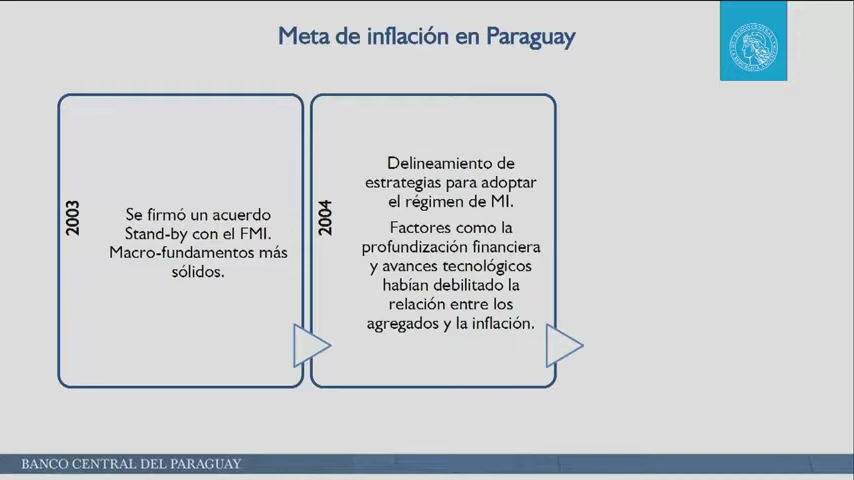 Meta de inflación en Paraguay
2003
Se firmó un acuerdo
Stand-by con el FMI.
Macro-fundamentos más
sólidos.
2004
Delineamiento de
estrategias para adoptar
el régimen de MI.
Factores como la
profundización financiera
y avances tecnológicos
habían debilitado la
relación entre los
agregados y la inflación.
BANCO CENTRAL DEL PARAGUAY